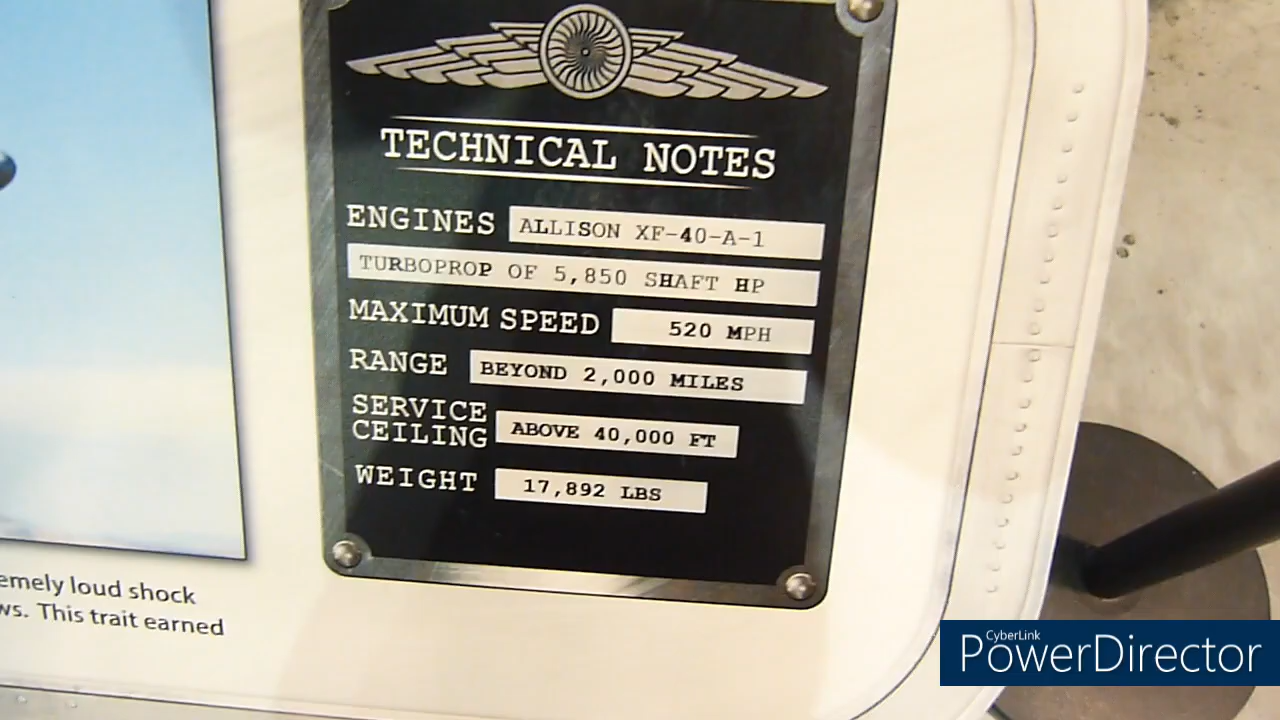 TECHNICAL NOTES
ENGINES ALLISON XF-40-A-1
TURBOPROP OF 5,850 SHAFT HP
MAXIMUM SPEED 520 MPH
RANGE BEYOND 2,000 MILES
SERVICE
CEILING ABOVE 40,000 FT
WEIGHT 17,892 LBS
emely loud shock
ws. This trait earned
CyberLink
PowerDirector